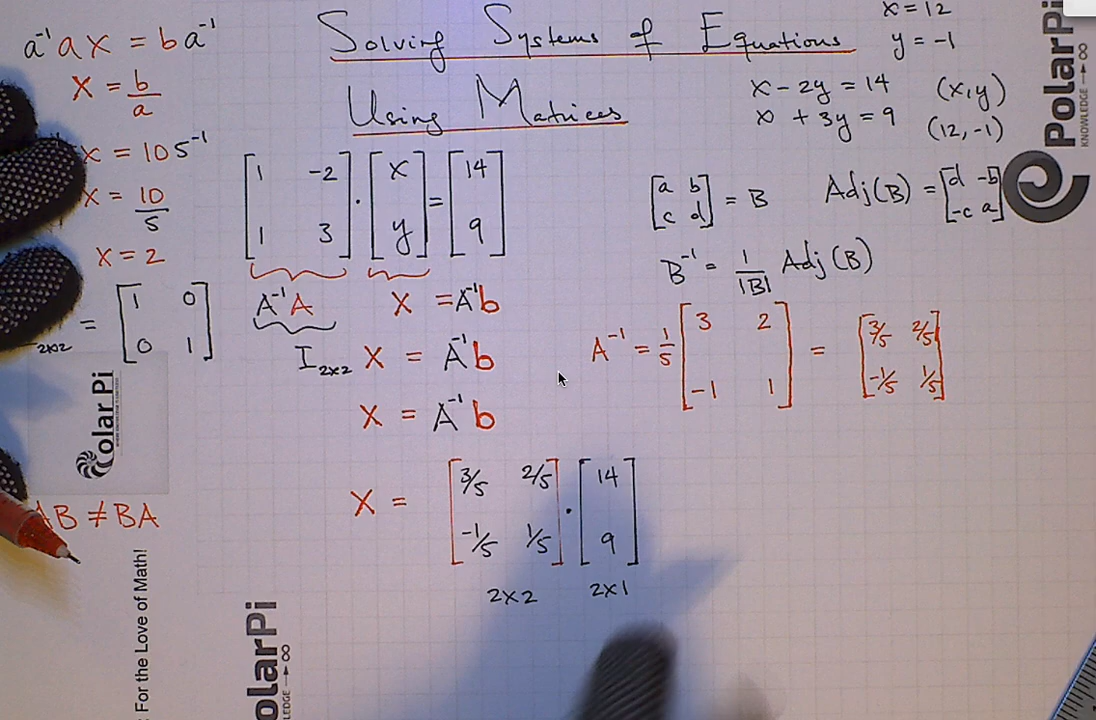 a⁻¹ a x = b a⁻¹
x = b/a
x = 10 5⁻¹
x = 10/5
x = 2
Solving Systems of Equations
Using Matrices
x = 12
y = -1
x - 2y = 14 (x,y)
x + 3y = 9 (12,-1)
[1 -2; 1 3] · [x; y] = [14; 9]
[a b; c d] = B Adj(B) = [d -b; -c a]
B⁻¹ = 1/|B| Adj(B)
A⁻¹A X = A⁻¹b
2x2 = [1 0; 0 1]
I2x2 X = A⁻¹b
A⁻¹ = 1/5 [3 2; -1 1] = [3/5 2/5; -1/5 1/5]
X = A⁻¹b
X = [3/5 2/5; -1/5 1/5] · [14; 9]
2x2 2x1
AB ≠ BA
olarPi
: For the Love of Math!
olarPi
LEDGE → ∞
PolarPi
KNOWLEDGE → ∞